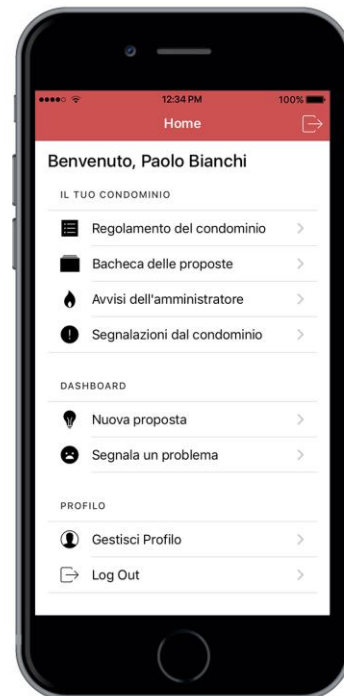 12:34 PM
100%
Home
Benvenuto, Paolo Bianchi
IL TUO CONDOMINIO
Regolamento del condominio
Bacheca delle proposte
Avvisi dell'amministratore
Segnalazioni dal condominio
DASHBOARD
Nuova proposta
Segnala un problema
PROFILO
Gestisci Profilo
Log Out